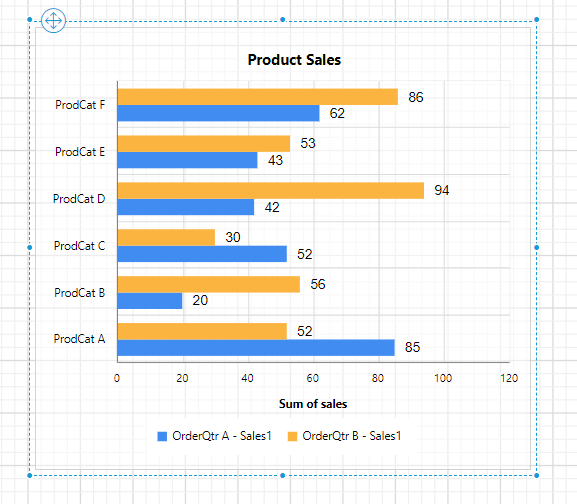 Product Sales
ProdCat F
86
62
ProdCat E
53
43
ProdCat D
94
42
ProdCat C
30
52
ProdCat B
56
20
ProdCat A
52
85
0 20 40 60 80 100 120
Sum of sales
OrderQtr A - Sales1 OrderQtr B - Sales1